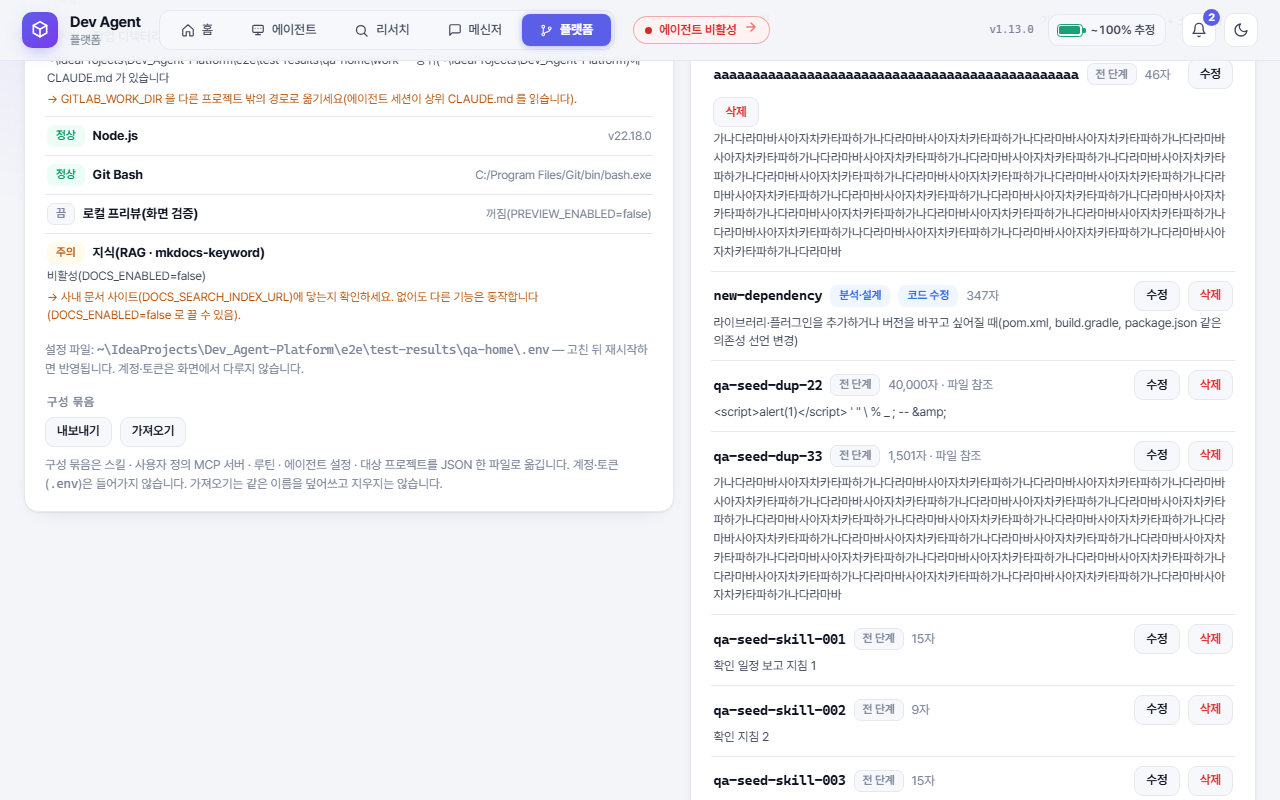 Dev Agent
플랫폼
홈
에이전트
리서치
메신저
플랫폼
에이전트 비활성 →
v1.13.0
~100% 추정
2
CLAUDE.md 가 있습니다
→ GITLAB_WORK_DIR 을 다른 프로젝트 밖의 경로로 옮기세요(에이전트 세션이 상위 CLAUDE.md 를 읽습니다).
정상 Node.js v22.18.0
정상 Git Bash C:/Program Files/Git/bin/bash.exe
끔 로컬 프리뷰(화면 검증) 꺼짐(PREVIEW_ENABLED=false)
주의 지식(RAG · mkdocs-keyword)
비활성(DOCS_ENABLED=false)
→ 사내 문서 사이트(DOCS_SEARCH_INDEX_URL)에 닿는지 확인하세요. 없어도 다른 기능은 동작합니다
(DOCS_ENABLED=false 로 끌 수 있음).
설정 파일: ~\IdeaProjects\Dev_Agent-Platform\e2e\test-results\qa-home\.env — 고친 뒤 재시작하
면 반영됩니다. 계정·토큰은 화면에서 다루지 않습니다.
구성 묶음
내보내기
가져오기
구성 묶음은 스킬 · 사용자 정의 MCP 서버 · 루틴 · 에이전트 설정 · 대상 프로젝트를 JSON 한 파일로 옮깁니다. 계정·토큰
(.env)은 들어가지 않습니다. 가져오기는 같은 이름을 덮어쓰고 지우지는 않습니다.
전 단계 46자 수정
삭제
가나다라마바사아자차카타파하가나다라마바사아자차카타파하가나다라마바사아자차카타파하가나다라마바
사아자차카타파하가나다라마바사아자차카타파하가나다라마바사아자차카타파하가나다라마바사아자차카타
파하가나다라마바사아자차카타파하가나다라마바사아자차카타파하가나다라마바사아자차카타파하가나다라
마바사아자차카타파하가나다라마바사아자차카타파하가나다라마바사아자차카타파하가나다라마바사아자차
카타파하가나다라마바사아자차카타파하가나다라마바사아자차카타파하가나다라마바사아자차카타파하가나
다라마바사아자차카타파하가나다라마바사아자차카타파하가나다라마바사아자차카타파하가나다라마바사아
자차카타파하가나다라마바
new-dependency 분석·설계 코드 수정 347자 수정 삭제
라이브러리·플러그인을 추가하거나 버전을 바꾸고 싶어질 때(pom.xml, build.gradle, package.json 같은
의존성 선언 변경)
qa-seed-dup-22 전 단계 40,000자 · 파일 참조 수정 삭제
<script>alert(1)</script> ' " \ % _ ; -- &amp;
qa-seed-dup-33 전 단계 1,501자 · 파일 참조 수정 삭제
가나다라마바사아자차카타파하가나다라마바사아자차카타파하가나다라마바사아자차카타파하가나다라마바
사아자차카타파하가나다라마바사아자차카타파하가나다라마바사아자차카타파하가나다라마바사아자차카타
파하가나다라마바사아자차카타파하가나다라마바사아자차카타파하가나다라마바사아자차카타파하가나다라
마바사아자차카타파하가나다라마바사아자차카타파하가나다라마바사아자차카타파하가나다라마바사아자차
카타파하가나다라마바사아자차카타파하가나다라마바사아자차카타파하가나다라마바사아자차카타파하가나
다라마바사아자차카타파하가나다라마바사아자차카타파하가나다라마바사아자차카타파하가나다라마바사아
자차카타파하가나다라마바
qa-seed-skill-001 전 단계 15자 수정 삭제
확인 일정 보고 지침 1
qa-seed-skill-002 전 단계 9자 수정 삭제
확인 지침 2
qa-seed-skill-003 전 단계 15자 수정 삭제